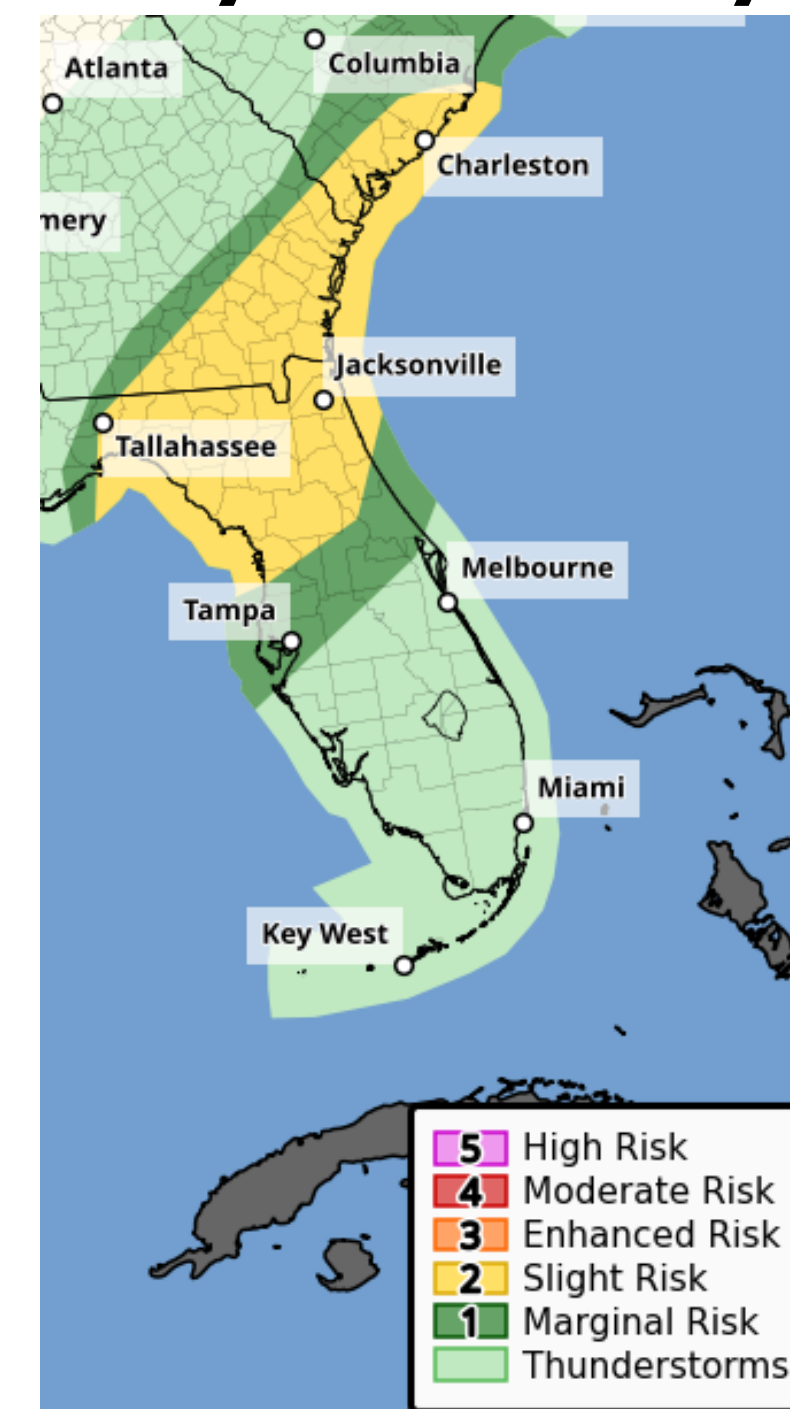 Columbia
Atlanta
Charleston
mery
Jacksonville
Tallahassee
Melbourne
Tampa
Miami
Key West
5 High Risk
4 Moderate Risk
3 Enhanced Risk
2 Slight Risk
1 Marginal Risk
Thunderstorms